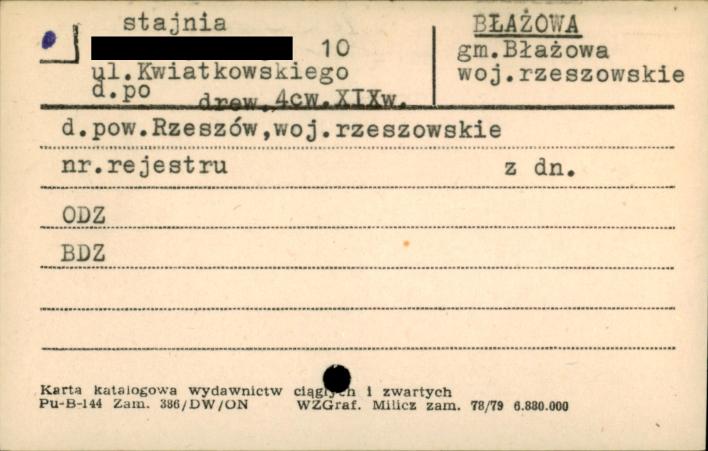 stajnia
10
ul.Kwiatkowskiego
d.po drew.4cw.XIXw.
BŁAŻOWA
gm.Błażowa
woj.rzeszowskie
d.pow.Rzeszów,woj.rzeszowskie
nr.rejestru z dn.
ODZ
BDZ
Karta katalogowa wydawnictw ciągłych i zwartych
Pu-B-144 Zam. 386/DW/ON WZGraf. Milicz zam. 78/79 6.880.000